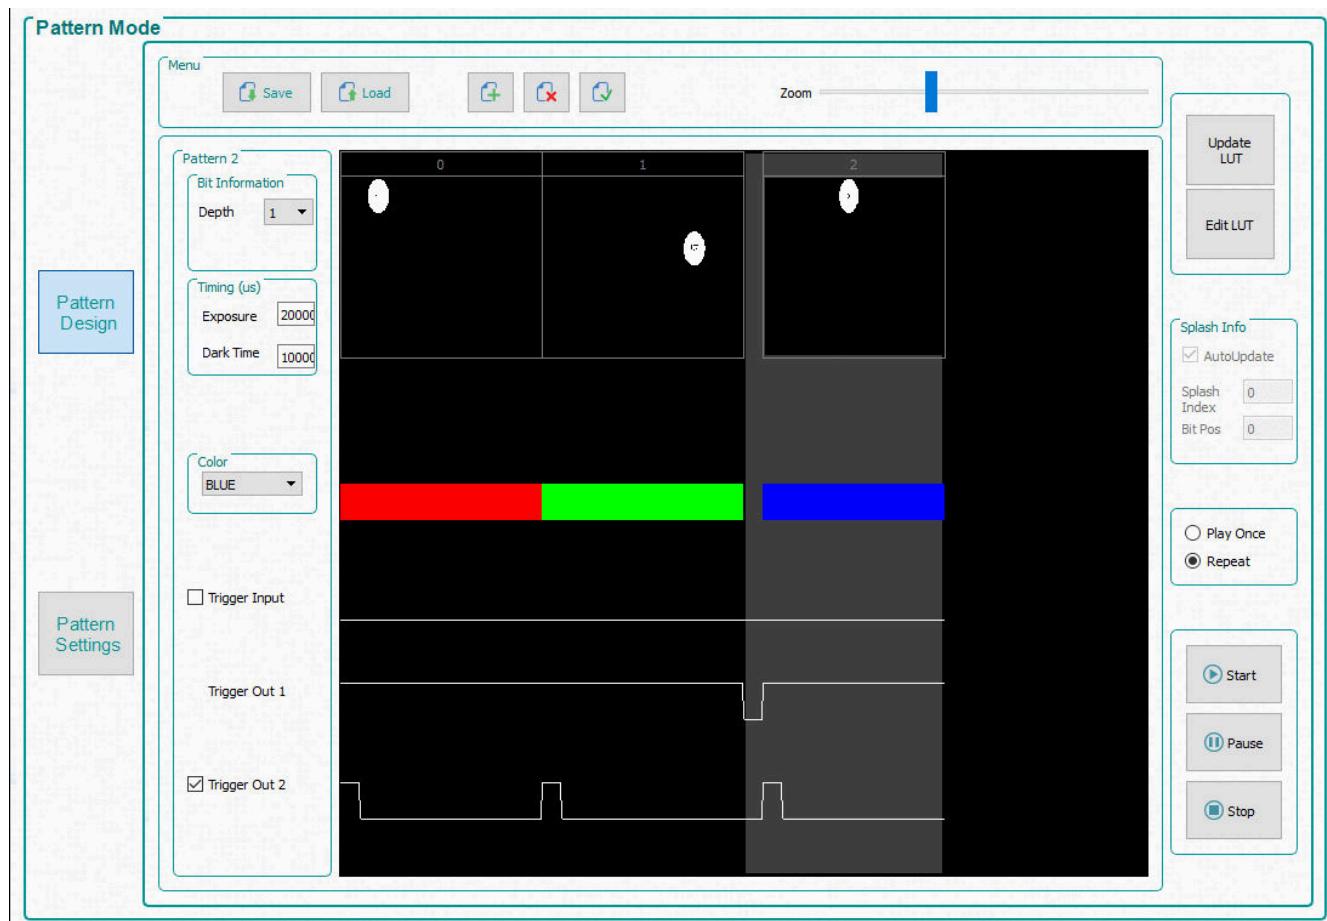 Pattern Mode
Menu
Save
Load
Zoom
Pattern 2
Bit Information
Depth 1
Timing (us)
Exposure 20000
Dark Time 10000
Color
BLUE
Trigger Input
Trigger Out 1
Trigger Out 2
0 1 2
Pattern
Design
Pattern
Settings
Update
LUT
Edit LUT
Splash Info
AutoUpdate
Splash
Index 0
Bit Pos 0
Play Once
Repeat
Start
Pause
Stop